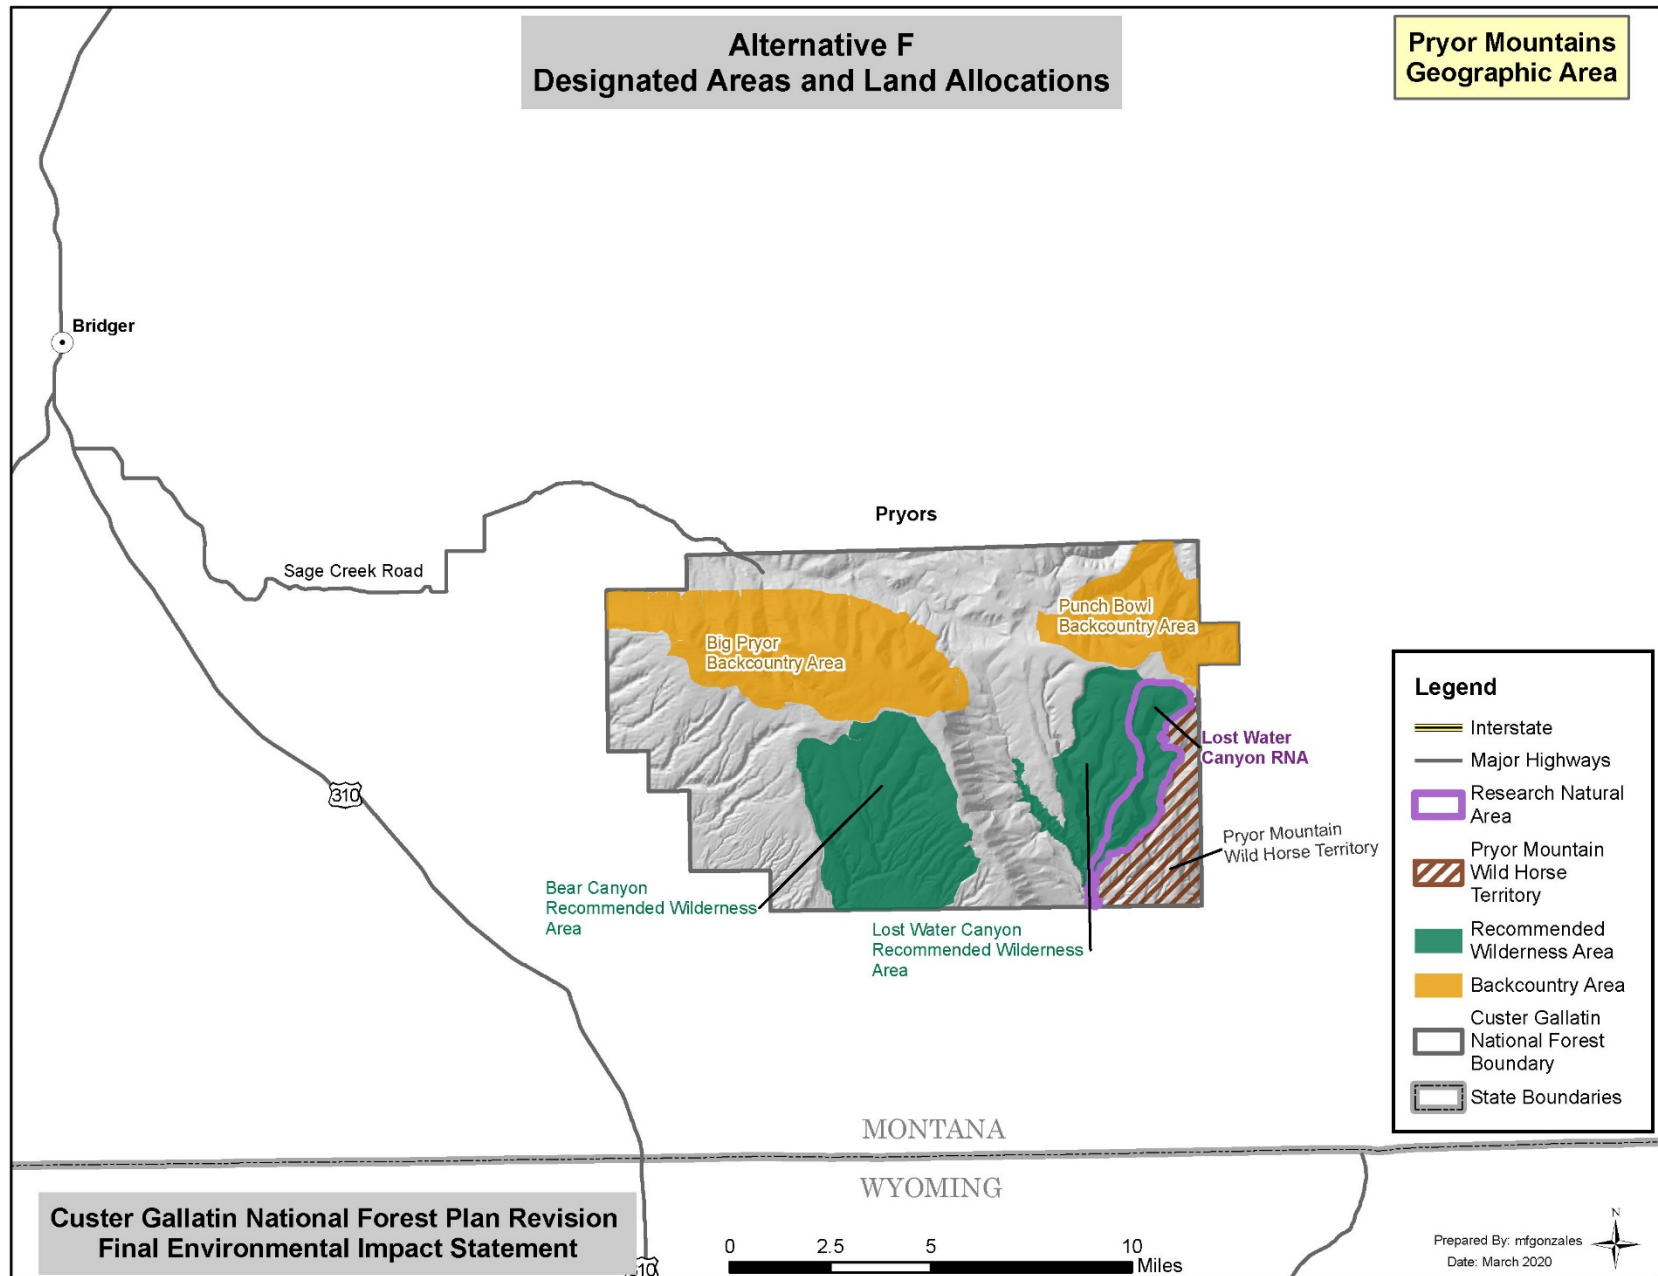 Alternative F
Designated Areas and Land Allocations
Pryor Mountains
Geographic Area
Bridger
Sage Creek Road
Pryors
Punch Bowl
Backcountry Area
Big Pryor
Backcountry Area
Lost Water
Canyon RNA
Pryor Mountain
Wild Horse Territory
310
Bear Canyon
Recommended Wilderness
Area
Lost Water Canyon
Recommended Wilderness
Area
Legend
Interstate
Major Highways
Research Natural
Area
Pryor Mountain
Wild Horse
Territory
Recommended
Wilderness Area
Backcountry Area
Custer Gallatin
National Forest
Boundary
State Boundaries
MONTANA
WYOMING
Custer Gallatin National Forest Plan Revision
Final Environmental Impact Statement
310
0 2.5 5 10
Miles
N
Prepared By: mfgonzales
Date: March 2020